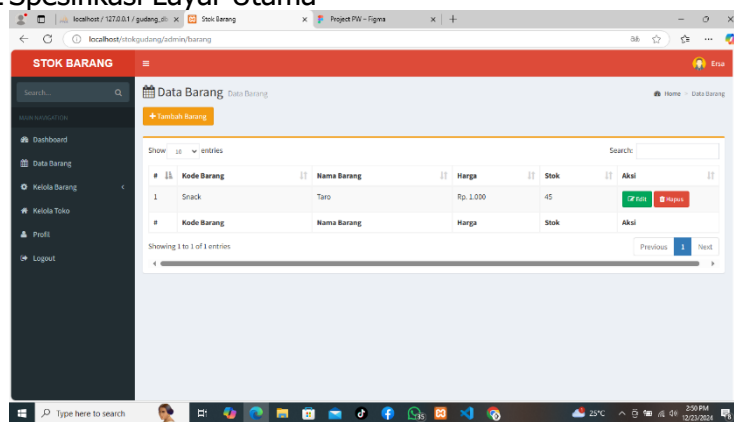 Spesifikasi Layar Utama
localhost / 127.0.0.1 / gudang_db
Stok Barang
Project PW – Figma
localhost/stokgudang/admin/barang
STOK BARANG
Ersa
Search...
MAIN NAVIGATION
Dashboard
Data Barang
Kelola Barang
Kelola Toko
Profil
Logout
Data Barang Data Barang
Home > Data Barang
+ Tambah Barang
Show 10 entries
Search:
# Kode Barang Nama Barang Harga Stok Aksi
1 Snack Taro Rp. 1.000 45 Edit Hapus
# Kode Barang Nama Barang Harga Stok Aksi
Showing 1 to 1 of 1 entries
Previous 1 Next
Type here to search
25°C
2:50 PM
12/23/2024